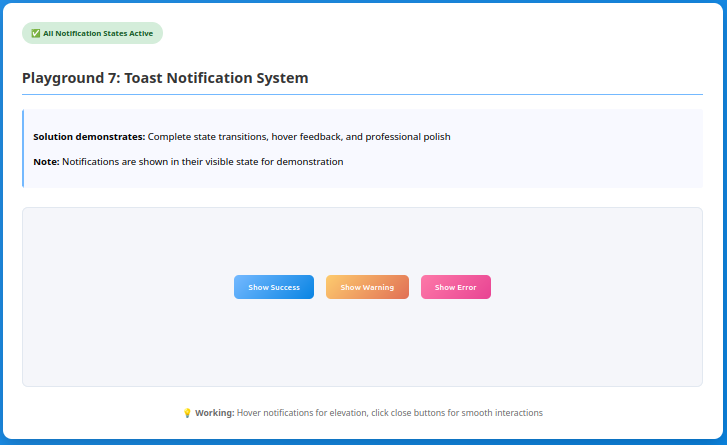 ✅ All Notification States Active
Playground 7: Toast Notification System
Solution demonstrates: Complete state transitions, hover feedback, and professional polish
Note: Notifications are shown in their visible state for demonstration
Show Success
Show Warning
Show Error
💡 Working: Hover notifications for elevation, click close buttons for smooth interactions